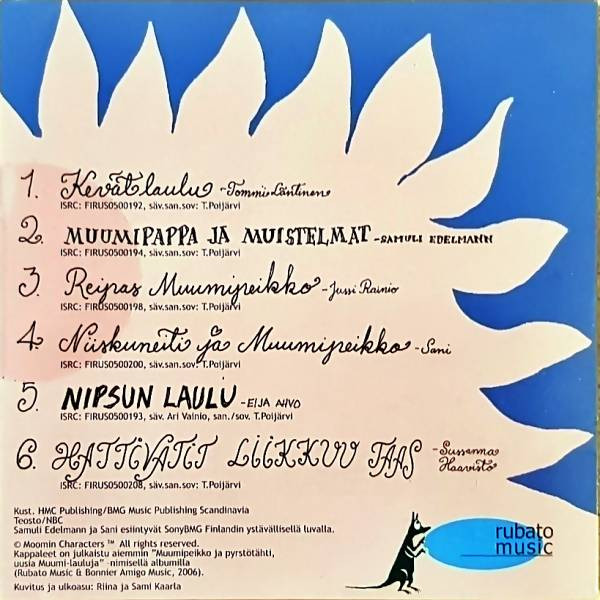 1. Kevätlaulu - Tommi Läntinen
ISRC: FIRUS0500192, säv.san.sov: T.Poijärvi
2. MUUMIPAPPA JA MUISTELMAT - SAMULI EDELMANN
ISRC: FIRUS0500194, säv.san.sov: T.Poijärvi
3. Reipas Muumipeikko - Jussi Rainio
ISRC: FIRUS0500198, säv.san.sov: T.Poijärvi
4. Niiskuneiti ja Muumipeikko - Sani
ISRC: FIRUS0500200, säv.san.sov: T.Poijärvi
5. NIPSUN LAULU - EIJA AHVO
ISRC: FIRUS0500193, säv. Ari Vainio, san./sov. T.Poijärvi
6. HATTIVATIT LIIKKUU TAAS - Susanna
Haavisto
ISRC: FIRUS0500208, säv.san.sov: T.Poijärvi
Kust. HMC Publishing/BMG Music Publishing Scandinavia
Teosto/NBC
Samuli Edelmann ja Sani esiintyvät SonyBMG Finlandin ystävällisellä luvalla.
© Moomin Characters ™ All rights reserved.
Kappaleet on julkaistu aiemmin "Muumipeikko ja pyrstötähti,
uusia Muumi-lauluja" -nimisellä albumilla
(Rubato Music & Bonnier Amigo Music, 2006).
Kuvitus ja ulkoasu: Riina ja Sami Kaarla
rubato
music